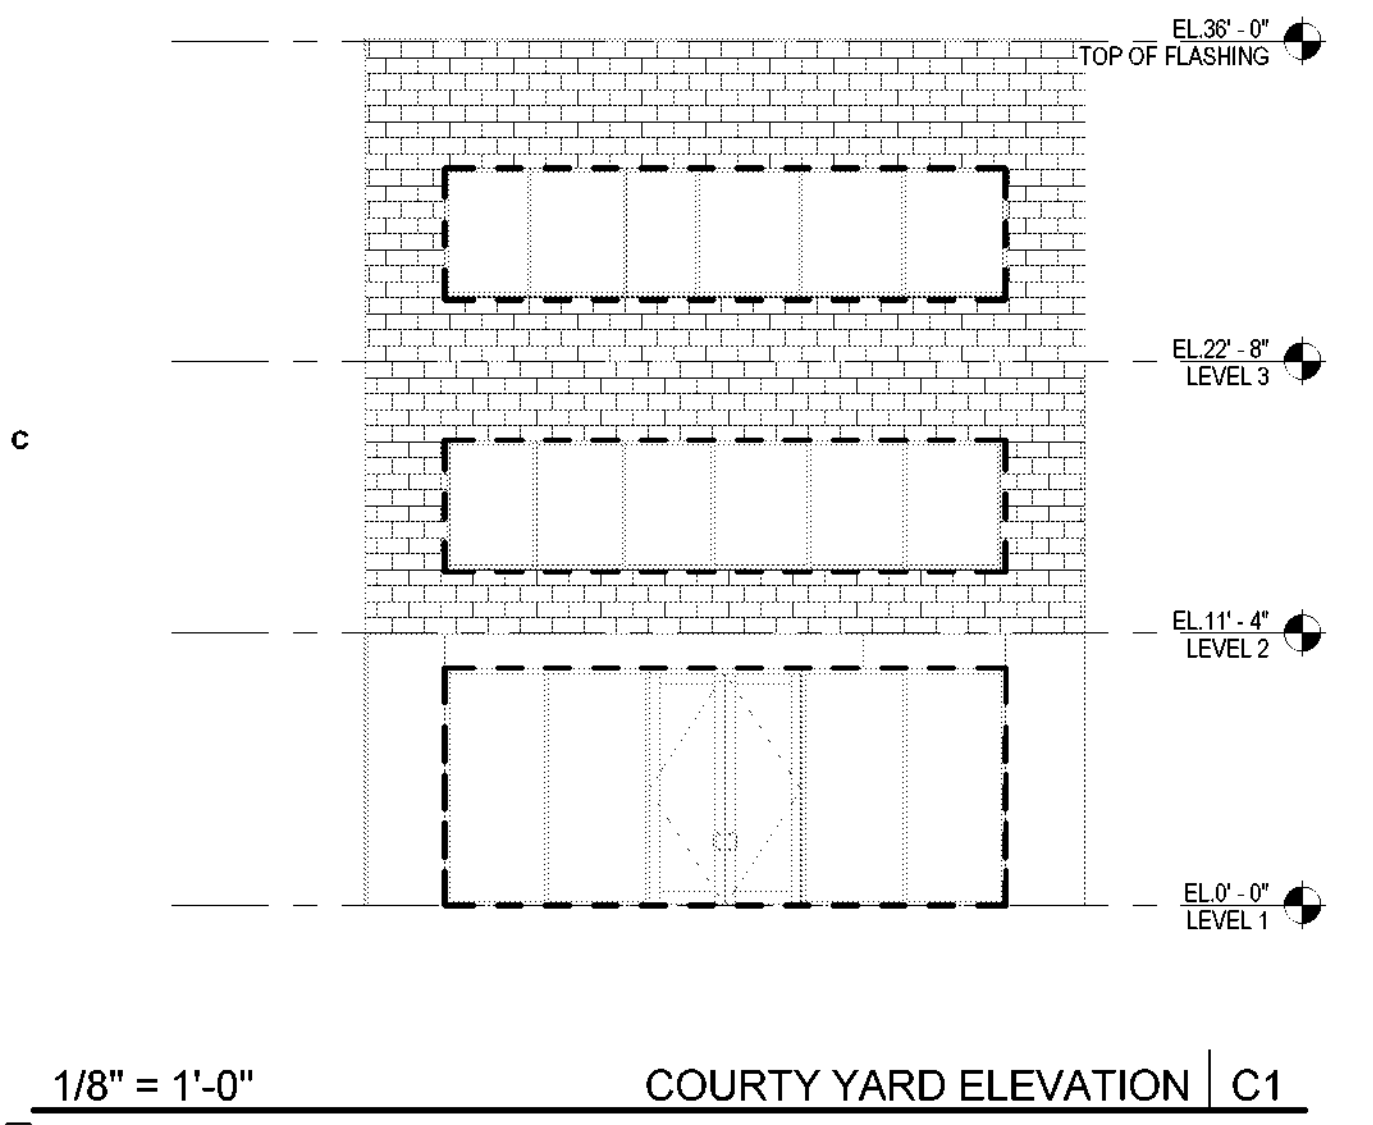 EL.36' - 0"
TOP OF FLASHING
EL.22' - 8"
LEVEL 3
C
EL.11' - 4"
LEVEL 2
EL.0' - 0"
LEVEL 1
1/8" = 1'-0"
COURTY YARD ELEVATION C1